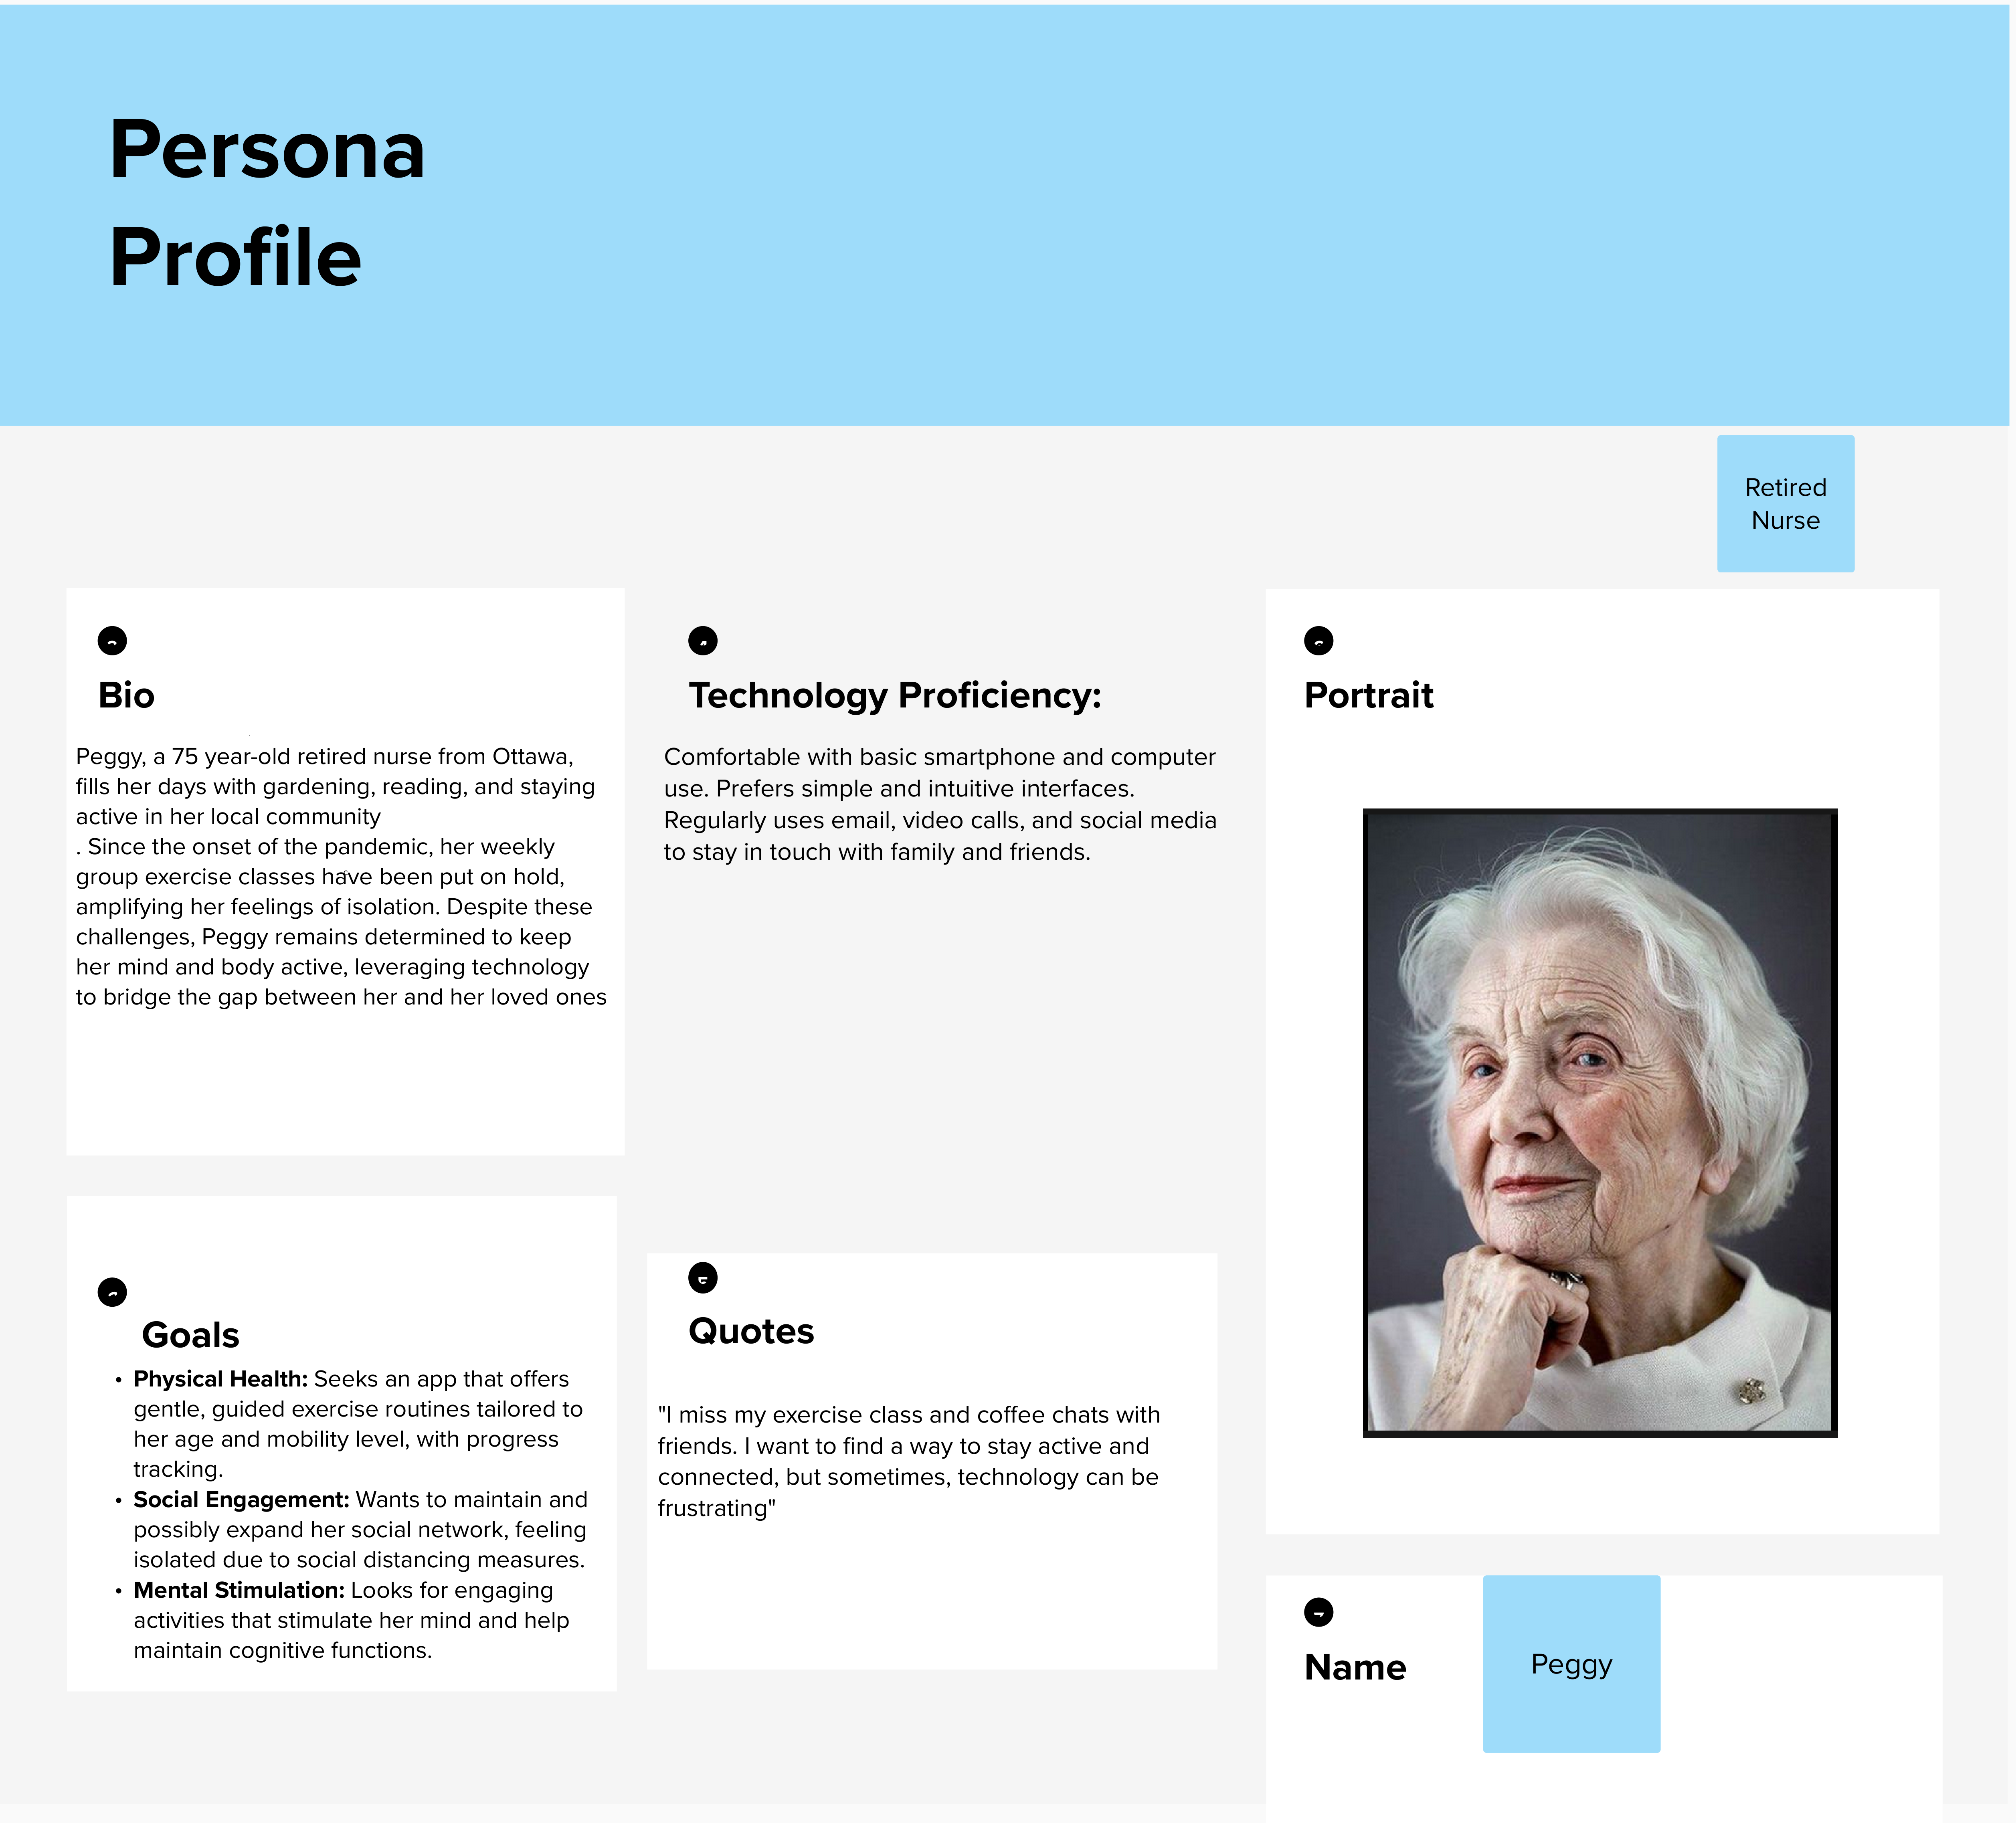 Persona
Profile
Retired
Nurse
Bio
Peggy, a 75 year-old retired nurse from Ottawa,
fills her days with gardening, reading, and staying
active in her local community
. Since the onset of the pandemic, her weekly
group exercise classes have been put on hold,
amplifying her feelings of isolation. Despite these
challenges, Peggy remains determined to keep
her mind and body active, leveraging technology
to bridge the gap between her and her loved ones
Technology Proficiency:
Comfortable with basic smartphone and computer
use. Prefers simple and intuitive interfaces.
Regularly uses email, video calls, and social media
to stay in touch with family and friends.
Portrait
Goals
• Physical Health: Seeks an app that offers
gentle, guided exercise routines tailored to
her age and mobility level, with progress
tracking.
• Social Engagement: Wants to maintain and
possibly expand her social network, feeling
isolated due to social distancing measures.
• Mental Stimulation: Looks for engaging
activities that stimulate her mind and help
maintain cognitive functions.
Quotes
"I miss my exercise class and coffee chats with
friends. I want to find a way to stay active and
connected, but sometimes, technology can be
frustrating"
Name
Peggy